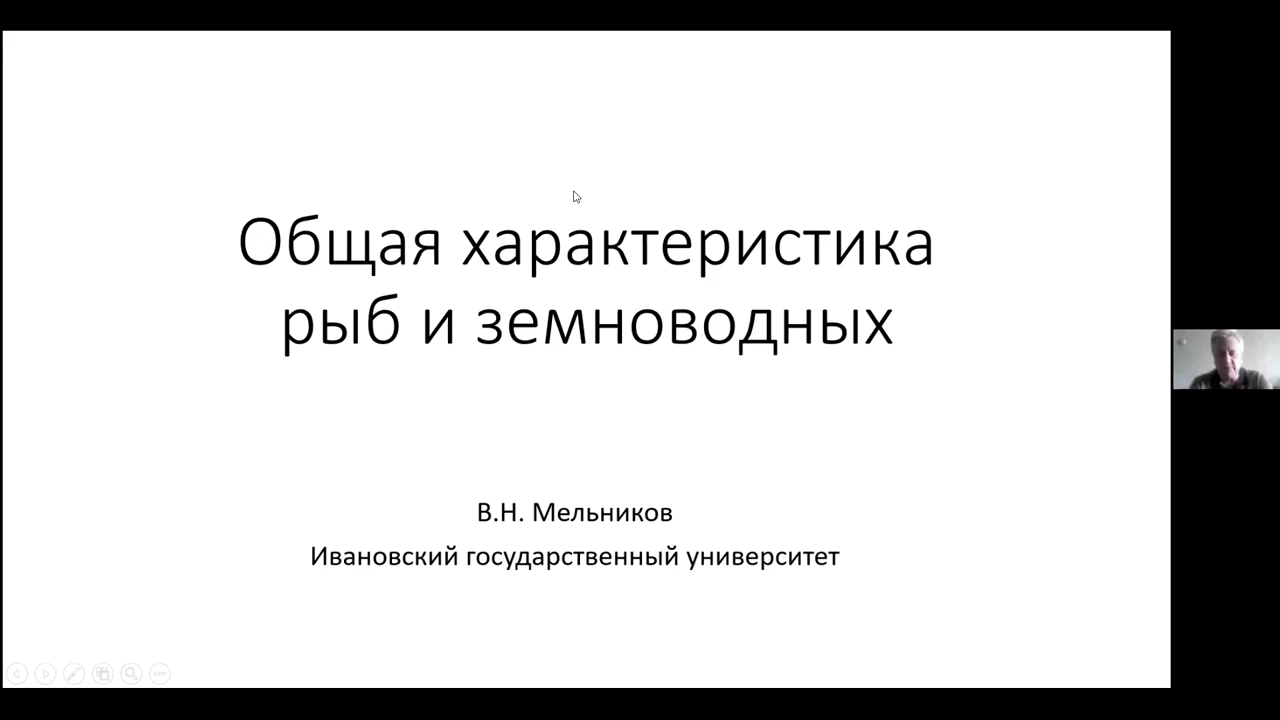 Общая характеристика
рыб и земноводных
В.Н. Мельников
Ивановский государственный университет